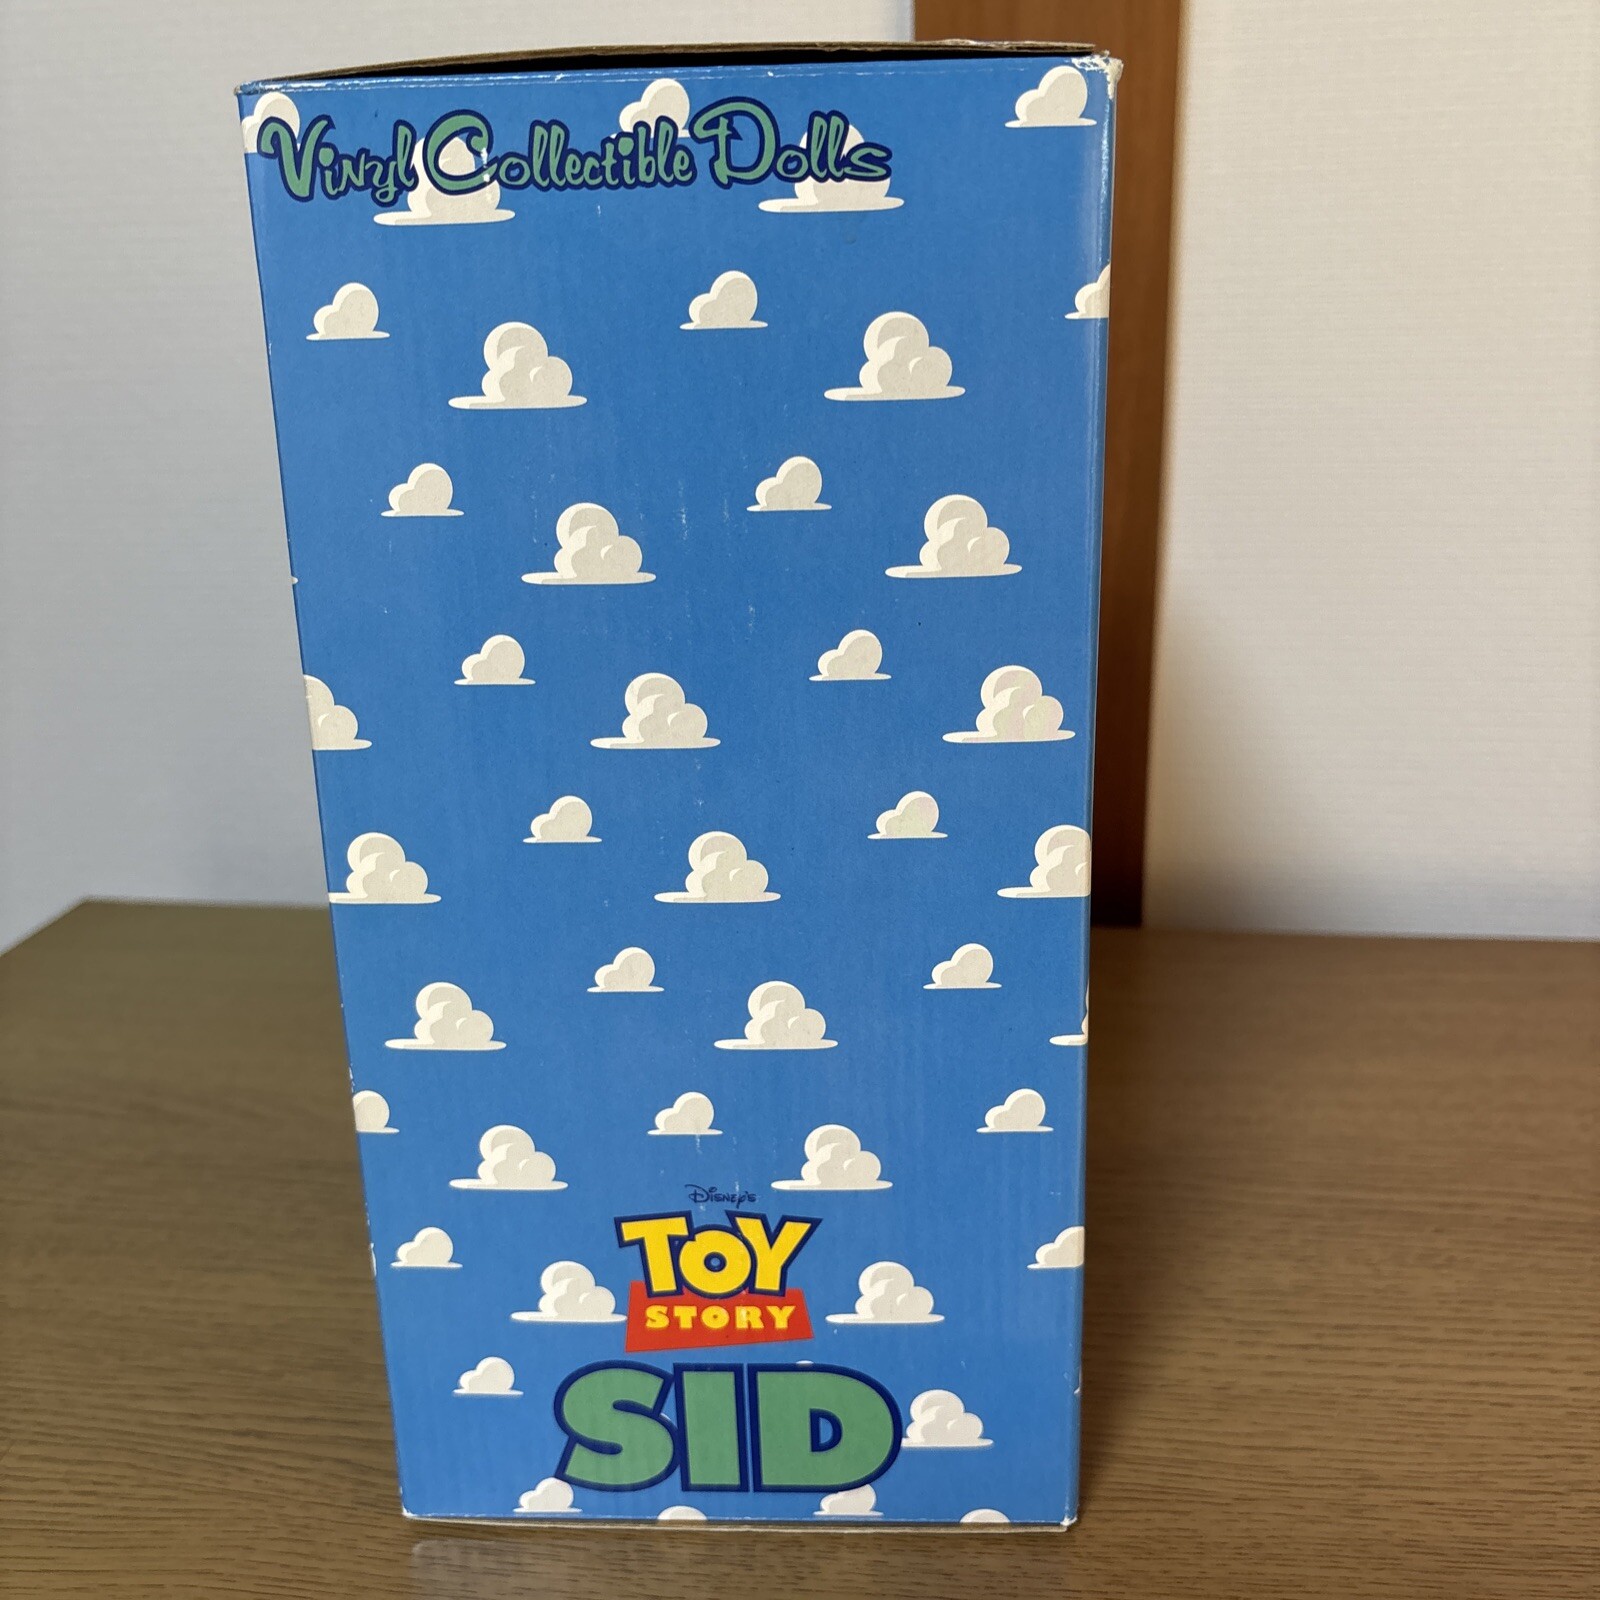 Vinyl Collectible Dolls
DISNEY'S
TOY
STORY
SID